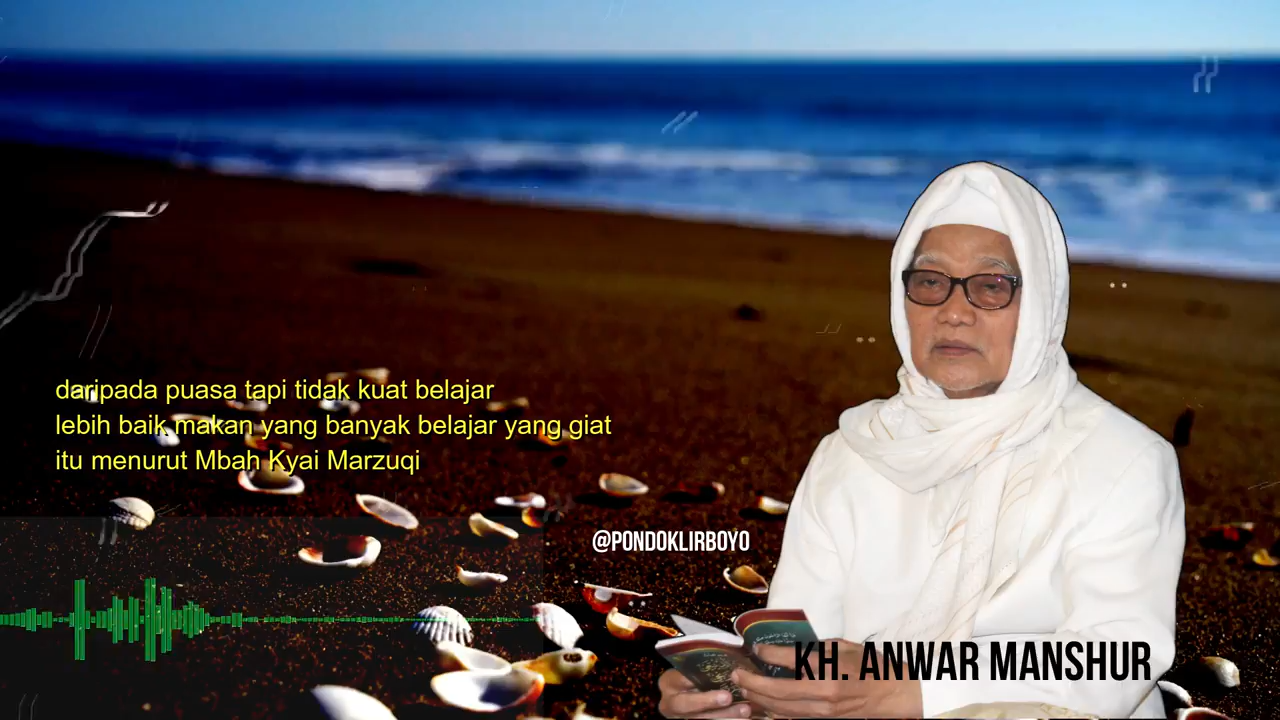 daripada puasa tapi tidak kuat belajar
lebih baik makan yang banyak belajar yang giat
itu menurut Mbah Kyai Marzuqi
@PONDOKLIRBOYO
KH. ANWAR MANSHUR